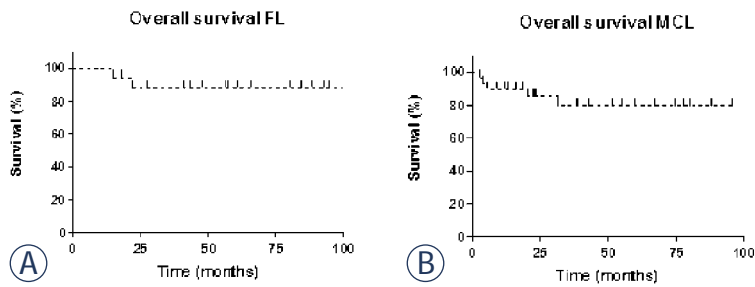 Overall survival FL
100
80
60
40
20
0
Survival (%)
0 25 50 75 100
Time (months)
A
Overall survival MCL
100
80
60
40
20
0
Survival (%)
0 25 50 75 100
Time (months)
B